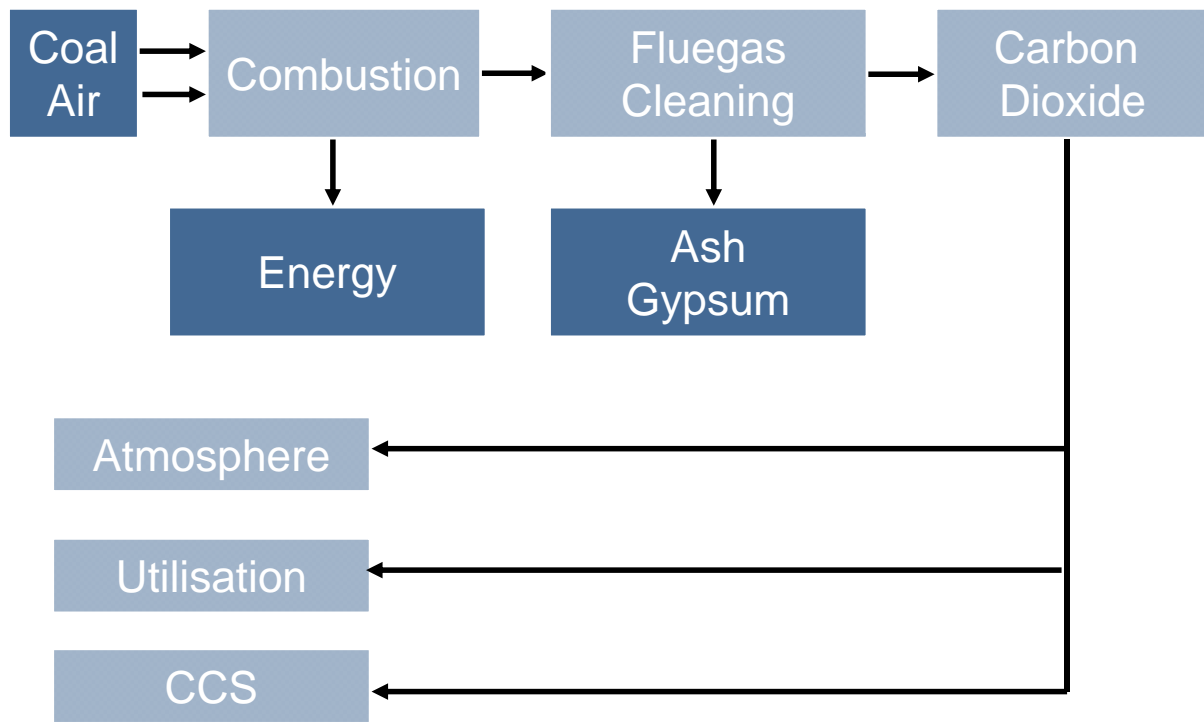 Coal
Air
Combustion
Fluegas
Cleaning
Carbon
Dioxide
Energy
Ash
Gypsum
Atmosphere
Utilisation
CCS